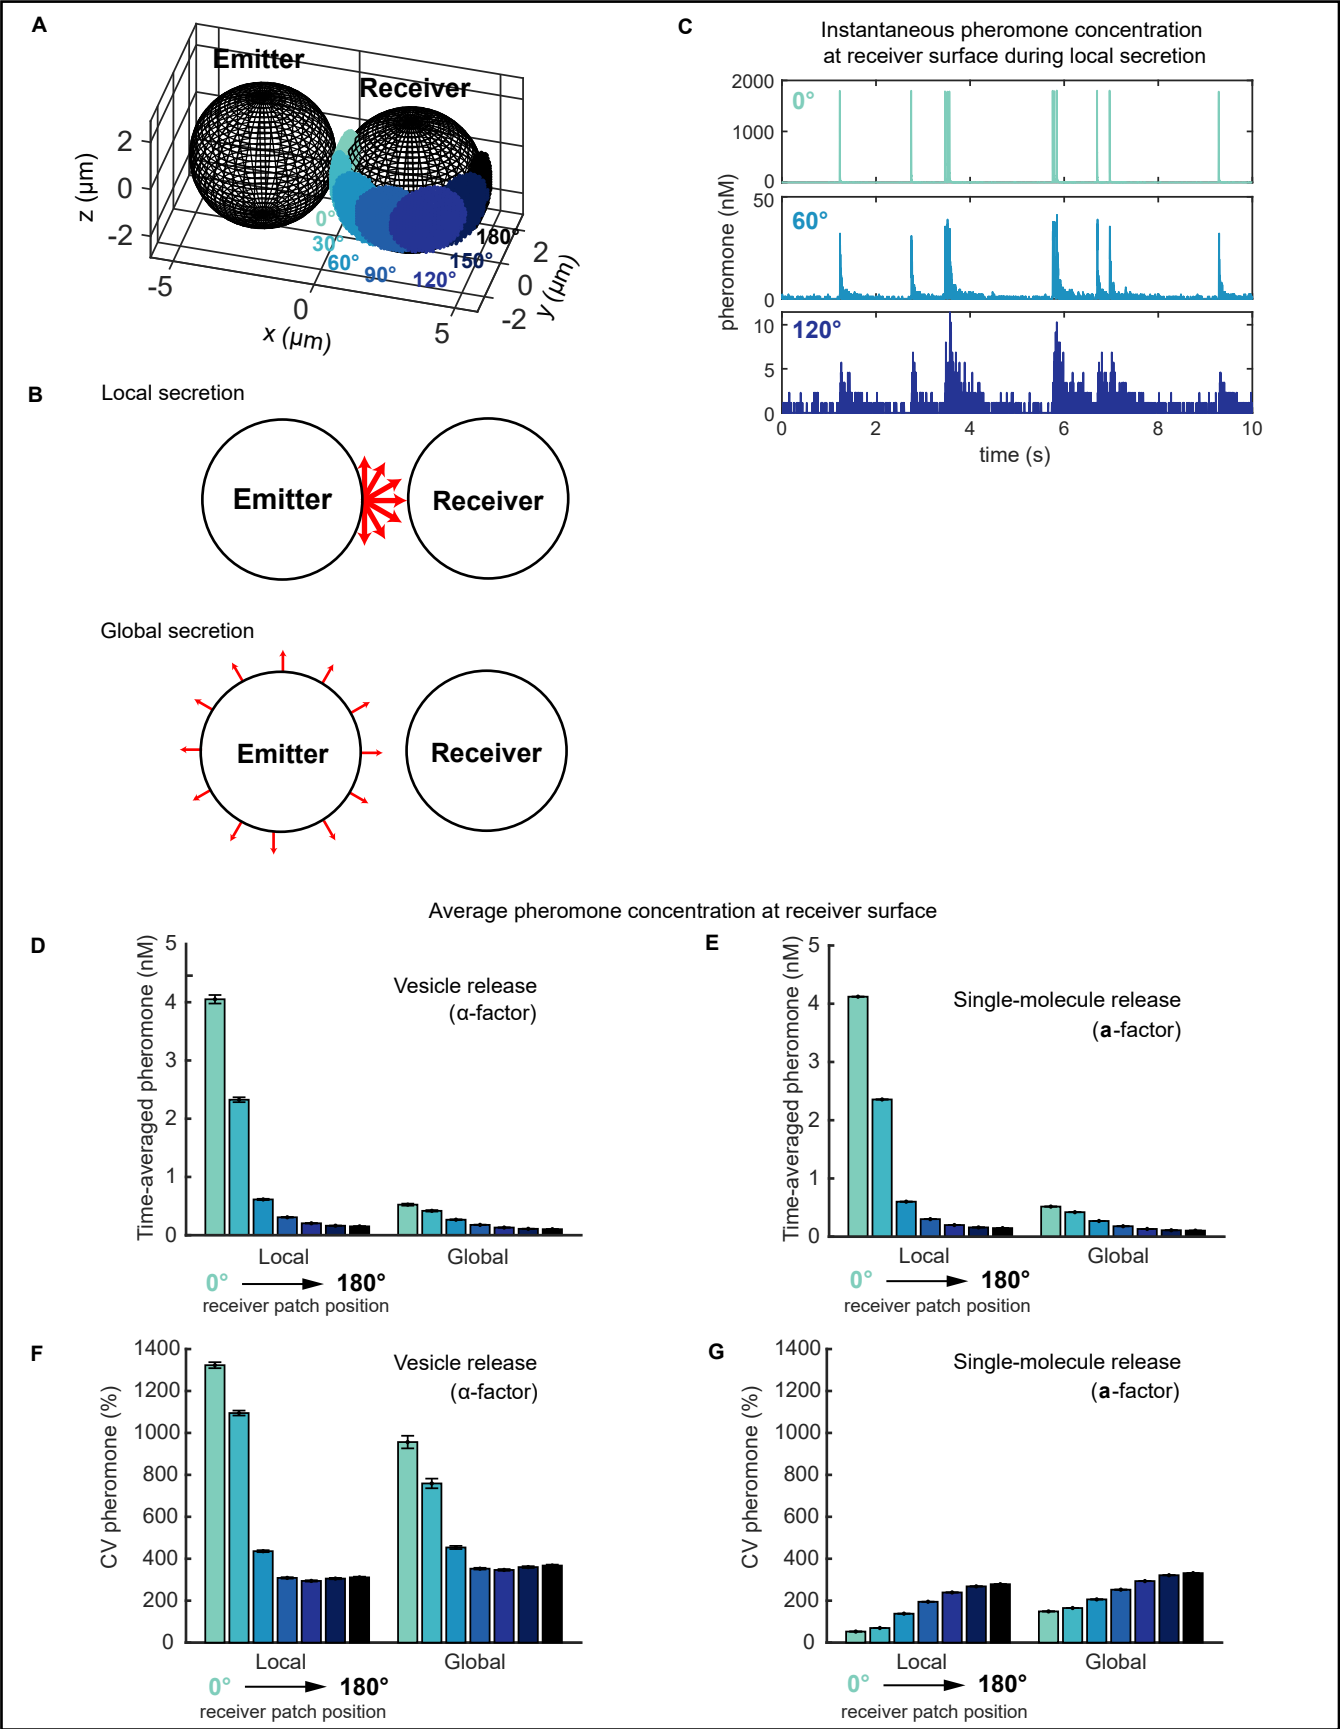 A
Emitter
Receiver
z (μm)
2
0
-2
-5
0
5
x (μm)
2
0
-2
y (μm)
0°
30°
60°
90°
120°
150°
180°
B
Local secretion
Emitter
Receiver
Global secretion
Emitter
Receiver
C
Instantaneous pheromone concentration
at receiver surface during local secretion
pheromone (nM)
2000
1000
0
0°
50
0
60°
10
5
0
120°
0 2 4 6 8 10
time (s)
Average pheromone concentration at receiver surface
D
Time-averaged pheromone (nM)
5
4
3
2
1
0
Vesicle release
(α-factor)
Local Global
0° 180°
receiver patch position
E
Time-averaged pheromone (nM)
5
4
3
2
1
0
Single-molecule release
(a-factor)
Local Global
0° 180°
receiver patch position
F
CV pheromone (%)
1400
1200
1000
800
600
400
200
0
Vesicle release
(α-factor)
Local Global
0° 180°
receiver patch position
G
CV pheromone (%)
1400
1200
1000
800
600
400
200
0
Single-molecule release
(a-factor)
Local Global
0° 180°
receiver patch position